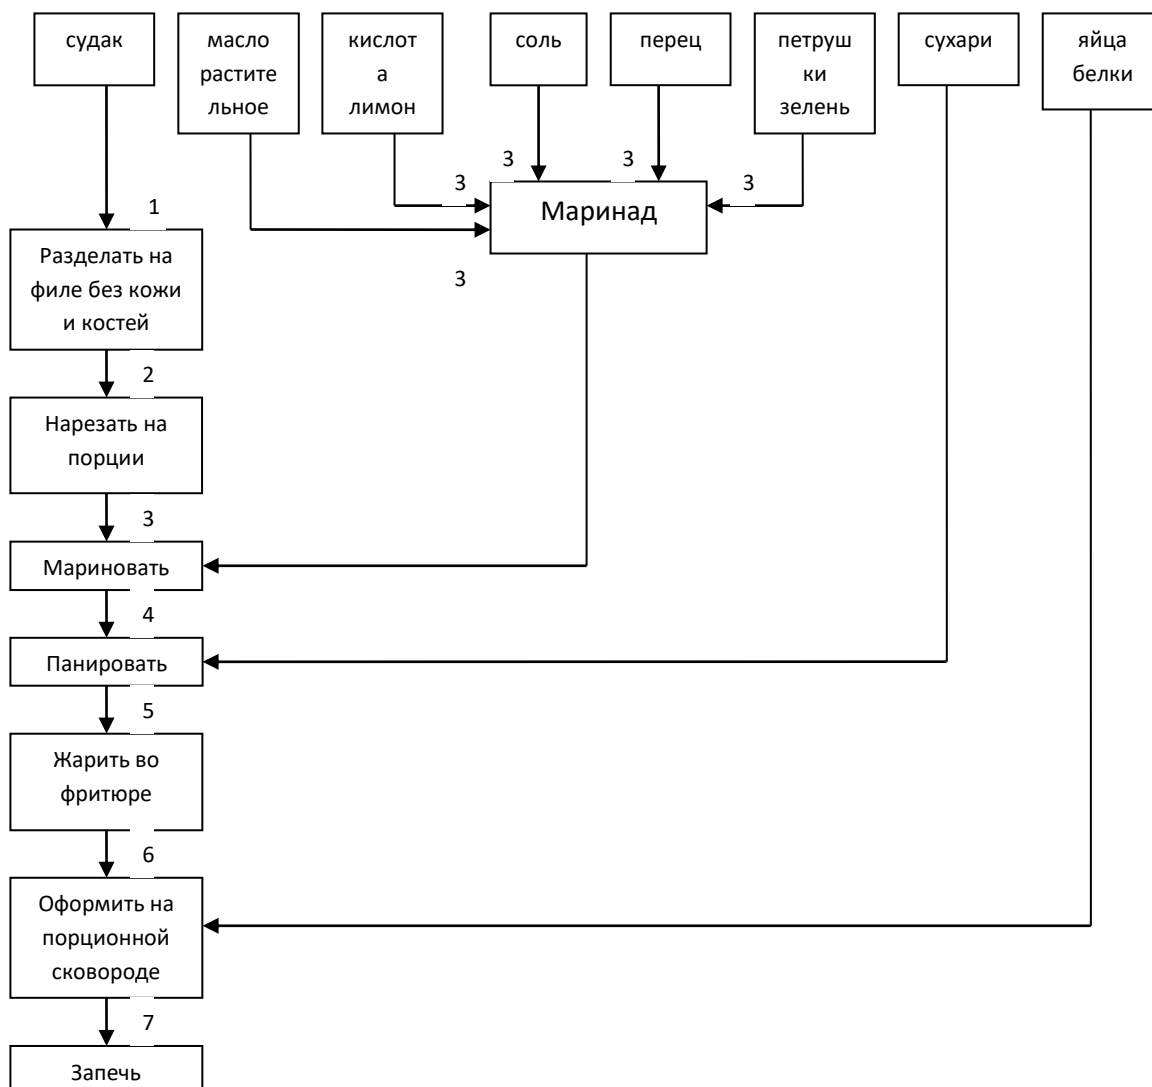 судак
масло
растите
льное
кислот
а
лимон
соль
перец
петруш
ки
зелень
сухари
яйца
белки
3
3
3
3
Маринад
3
1
Разделать на
филе без кожи
и костей
2
Нарезать на
порции
3
Мариновать
4
Панировать
5
Жарить во
фритюре
6
Оформить на
порционной
сковороде
7
Запечь